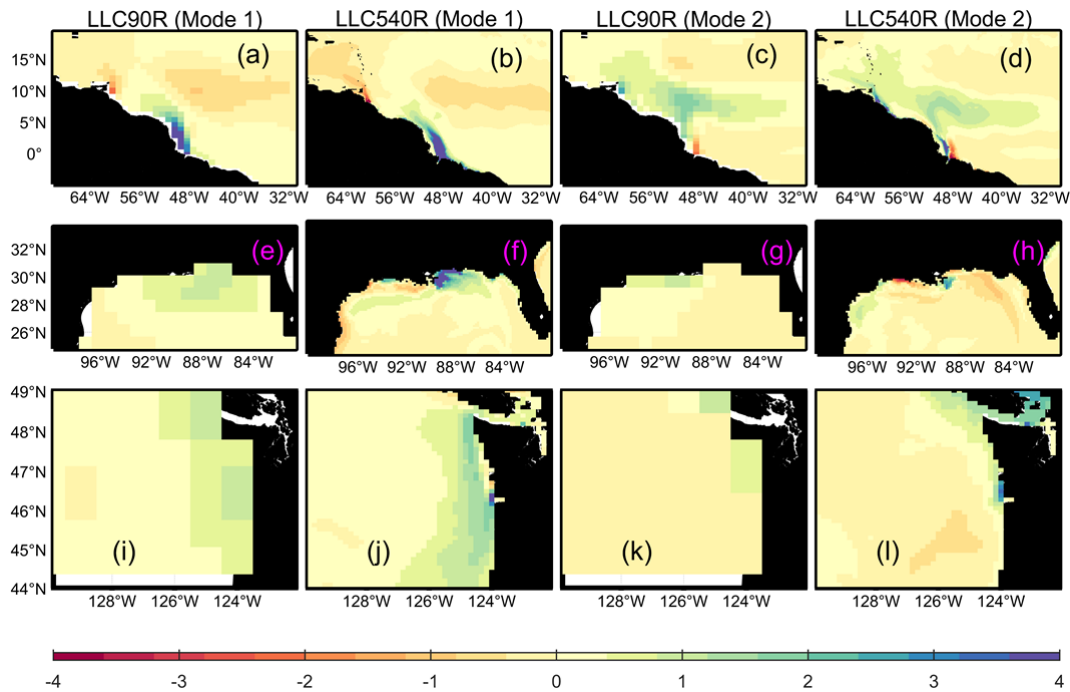 LLC90R (Mode 1) LLC540R (Mode 1) LLC90R (Mode 2) LLC540R (Mode 2)
(a) (b) (c) (d)
15°N
10°N
5°N
0°
64°W 56°W 48°W 40°W 32°W 64°W 56°W 48°W 40°W 32°W 64°W 56°W 48°W 40°W 32°W 64°W 56°W 48°W 40°W 32°W
(e) (f) (g) (h)
32°N
30°N
28°N
26°N
96°W 92°W 88°W 84°W 96°W 92°W 88°W 84°W 96°W 92°W 88°W 84°W 96°W 92°W 88°W 84°W
49°N
48°N
47°N
46°N
45°N
(i) (j) (k) (l)
44°N
128°W 126°W 124°W 128°W 126°W 124°W 128°W 126°W 124°W 128°W 126°W 124°W
-4 -3 -2 -1 0 1 2 3 4